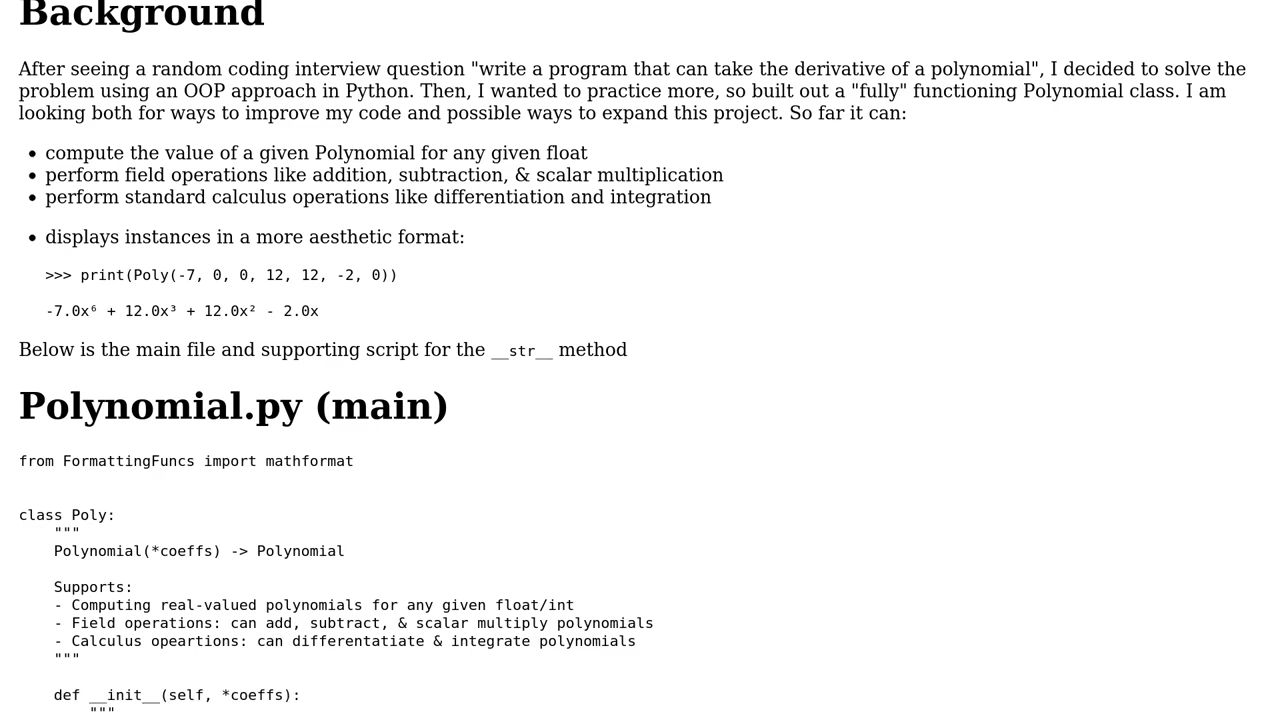 Background
After seeing a random coding interview question "write a program that can take the derivative of a polynomial", I decided to solve the
problem using an OOP approach in Python. Then, I wanted to practice more, so built out a "fully" functioning Polynomial class. I am
looking both for ways to improve my code and possible ways to expand this project. So far it can:
• compute the value of a given Polynomial for any given float
• perform field operations like addition, subtraction, & scalar multiplication
• perform standard calculus operations like differentiation and integration
• displays instances in a more aesthetic format:
>>> print(Poly(-7, 0, 0, 12, 12, -2, 0))
-7.0x⁶ + 12.0x³ + 12.0x² - 2.0x
Below is the main file and supporting script for the __str__ method
Polynomial.py (main)
from FormattingFuncs import mathformat
class Poly:
    """
    Polynomial(*coeffs) -> Polynomial
    Supports:
    - Computing real-valued polynomials for any given float/int
    - Field operations: can add, subtract, & scalar multiply polynomials
    - Calculus opeartions: can differentatiate & integrate polynomials
    """
    def __init__(self, *coeffs):
        """